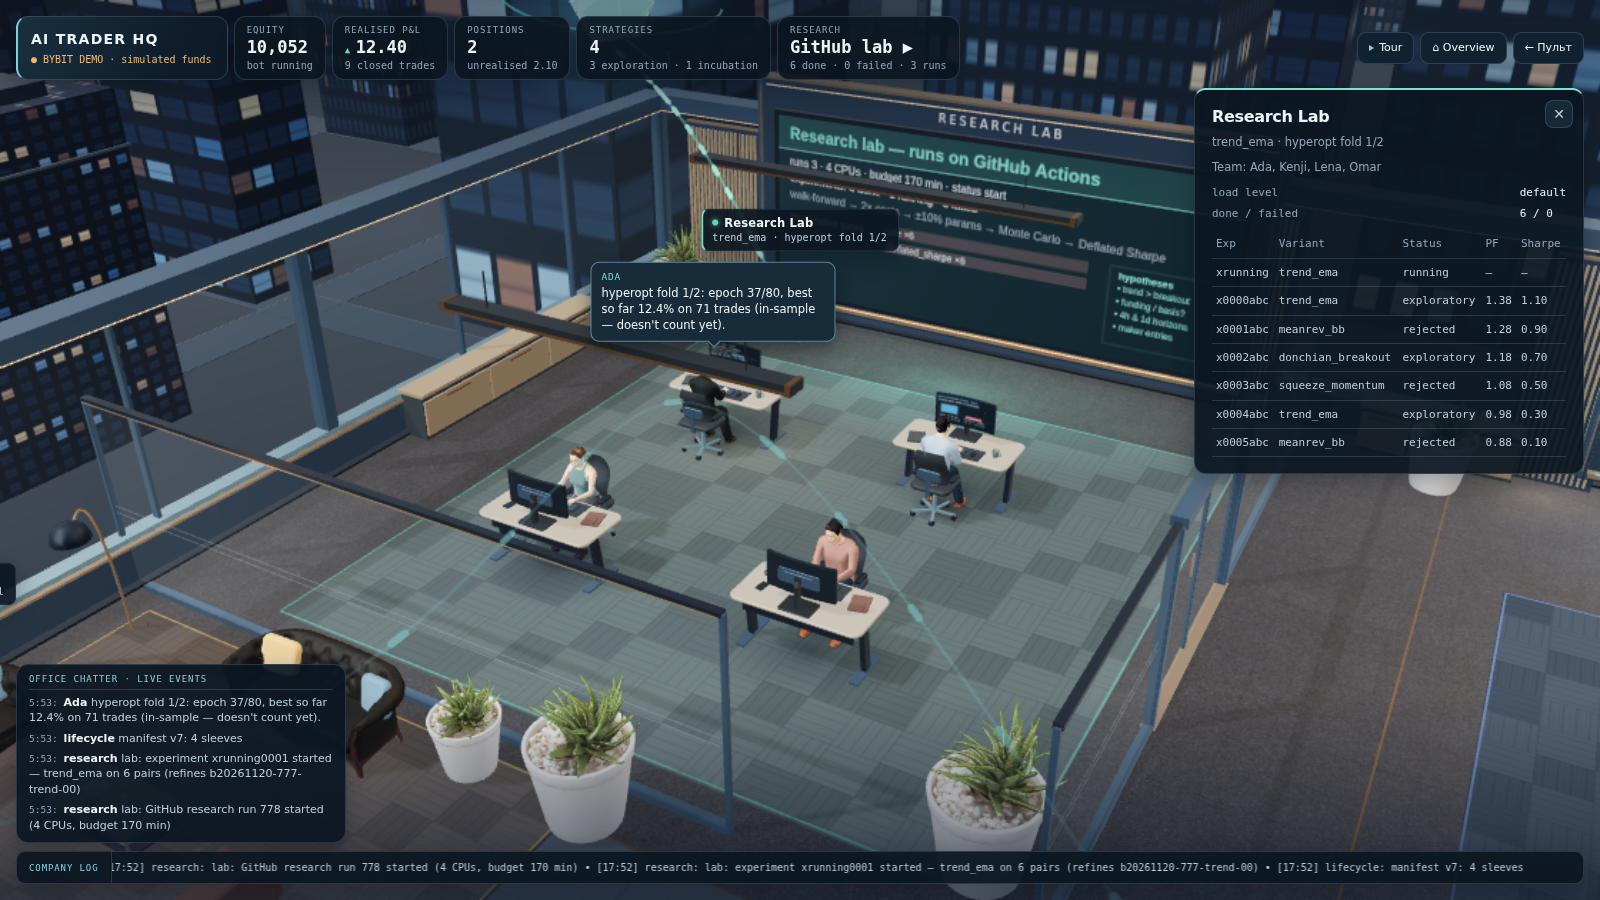 AI TRADER HQ
● BYBIT DEMO · simulated funds
EQUITY
10,052
bot running
REALISED P&L
▲ 12.40
9 closed trades
POSITIONS
2
unrealised 2.10
STRATEGIES
4
3 exploration · 1 incubation
RESEARCH
GitHub lab ▶
6 done · 0 failed · 3 runs
▸ Tour
⌂ Overview
← Пульт
RESEARCH LAB
Research lab — runs on GitHub Actions
runs 3 · 4 CPUs · budget 170 min · status start
walk-forward → 2x
→ ±10% params → Monte Carlo → Deflated Sharpe
×6
sharpe ×6
hypotheses
• trend > breakout
• funding / basis?
• 4h & 1d horizons
• maker entries
Research Lab
trend_ema · hyperopt fold 1/2
ADA
hyperopt fold 1/2: epoch 37/80, best
so far 12.4% on 71 trades (in-sample
— doesn't count yet).
Research Lab
✕
trend_ema · hyperopt fold 1/2
Team: Ada, Kenji, Lena, Omar
load level default
done / failed 6 / 0
Exp Variant Status PF Sharpe
xrunning trend_ema running — —
x0000abc trend_ema exploratory 1.38 1.10
x0001abc meanrev_bb rejected 1.28 0.90
x0002abc donchian_breakout exploratory 1.18 0.70
x0003abc squeeze_momentum rejected 1.08 0.50
x0004abc trend_ema exploratory 0.98 0.30
x0005abc meanrev_bb rejected 0.88 0.10
OFFICE CHATTER · LIVE EVENTS
5:53: Ada hyperopt fold 1/2: epoch 37/80, best so far
12.4% on 71 trades (in-sample — doesn't count yet).
5:53: lifecycle manifest v7: 4 sleeves
5:53: research lab: experiment xrunning0001 started
— trend_ema on 6 pairs (refines b20261120-777-
trend-00)
5:53: research lab: GitHub research run 778 started
(4 CPUs, budget 170 min)
COMPANY LOG
17:52] research: lab: GitHub research run 778 started (4 CPUs, budget 170 min) • [17:52] research: lab: experiment xrunning0001 started — trend_ema on 6 pairs (refines b20261120-777-trend-00) • [17:52] lifecycle: manifest v7: 4 sleeves